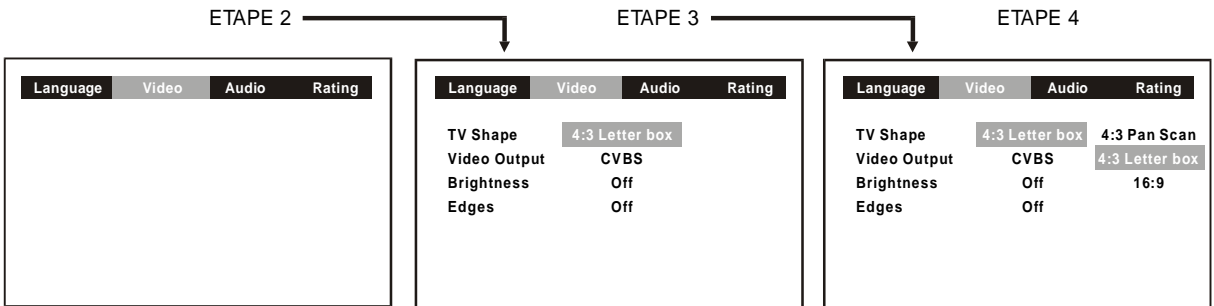 ETAPE 2
ETAPE 3
ETAPE 4
Language Video Audio Rating
Language Video Audio Rating
TV Shape 4:3 Letter box
Video Output CVBS
Brightness Off
Edges Off
Language Video Audio Rating
TV Shape 4:3 Letter box 4:3 Pan Scan
Video Output CVBS 4:3 Letter box
Brightness Off 16:9
Edges Off